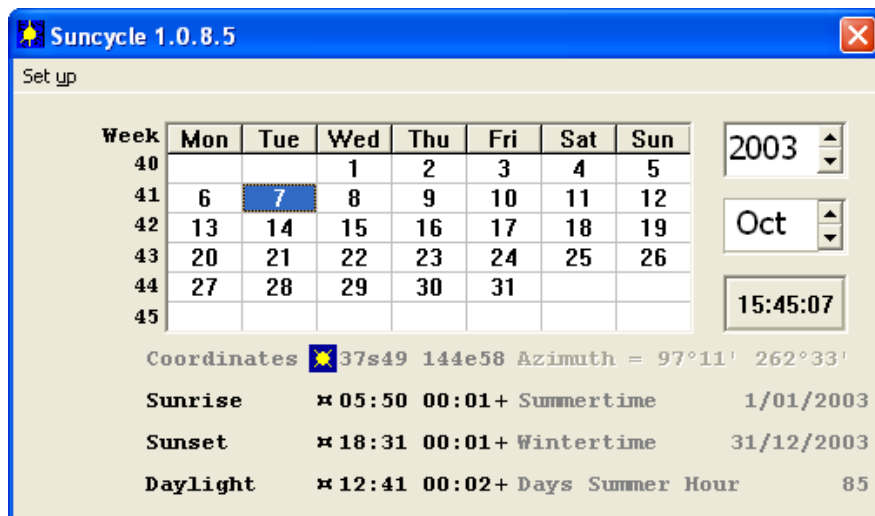 Suncycle 1.0.8.5
Set up
Week Mon Tue Wed Thu Fri Sat Sun 2003
40 1 2 3 4 5
41 6 7 8 9 10 11 12
42 13 14 15 16 17 18 19 Oct
43 20 21 22 23 24 25 26
44 27 28 29 30 31
45 15:45:07
Coordinates 37s49 144e58 Azimuth = 97°11' 262°33'
Sunrise ¤ 05:50 00:01+ Summertime 1/01/2003
Sunset ¤ 18:31 00:01+ Wintertime 31/12/2003
Daylight ¤ 12:41 00:02+ Days Summer Hour 85